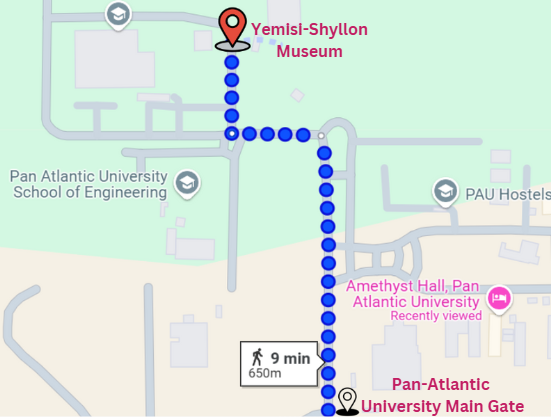 Yemisi-Shyllon
Museum
Pan Atlantic University
School of Engineering
PAU Hostels
Amethyst Hall, Pan
Atlantic University
Recently viewed
9 min
650m
Pan-Atlantic
University Main Gate